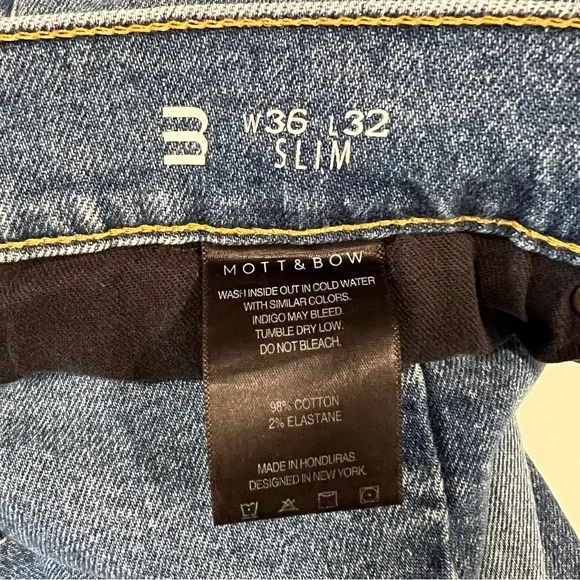 W36 L32
SLIM
MOTT & BOW
WASH INSIDE OUT IN COLD WATER
WITH SIMILAR COLORS.
INDIGO MAY BLEED.
TUMBLE DRY LOW.
DO NOT BLEACH.
98% COTTON
2% ELASTANE
MADE IN HONDURAS.
DESIGNED IN NEW YORK.